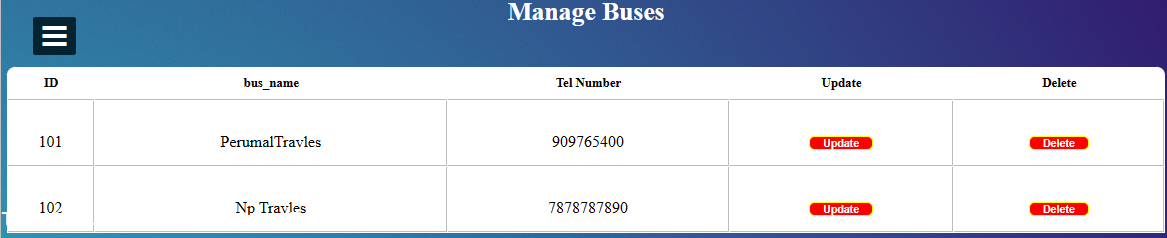 Manage Buses
ID bus_name Tel Number Update Delete
101 PerumalTravles 909765400 Update Delete
102 Np Travles 7878787890 Update Delete